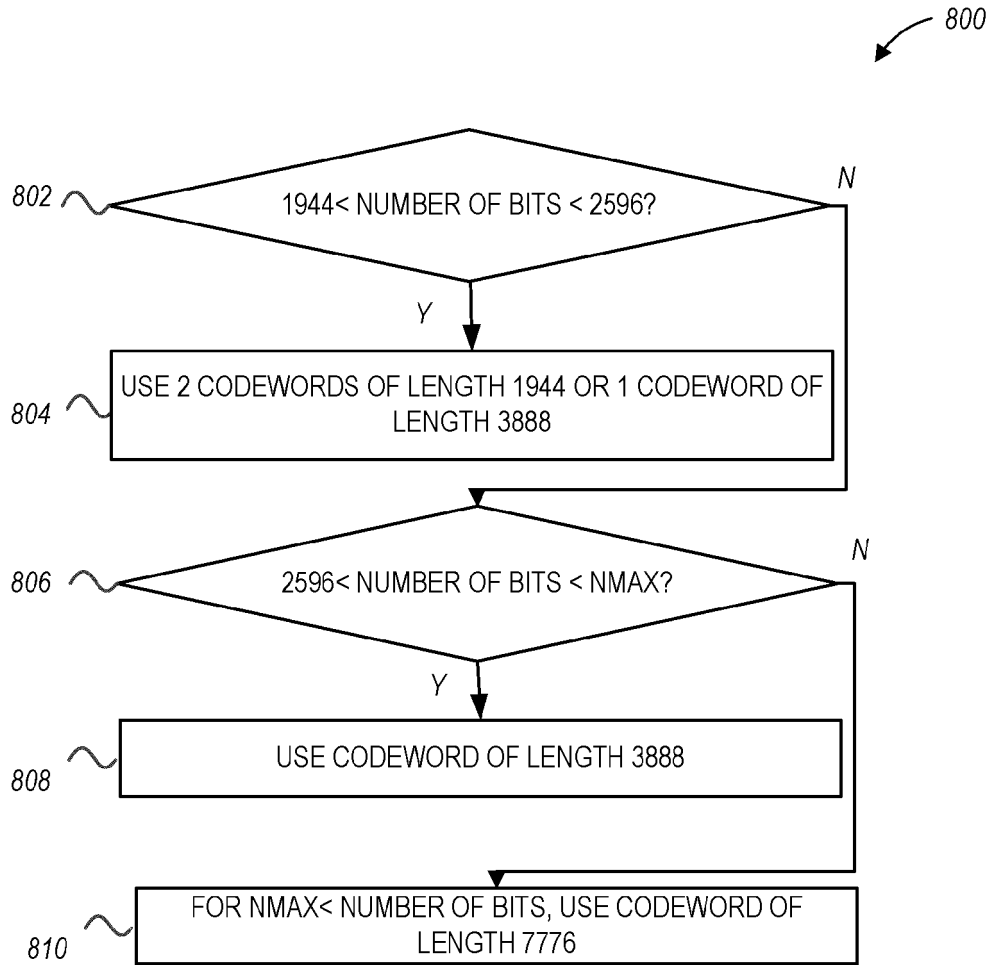 800
802
1944< NUMBER OF BITS < 2596?
N
Y
804
USE 2 CODEWORDS OF LENGTH 1944 OR 1 CODEWORD OF
LENGTH 3888
806
2596< NUMBER OF BITS < NMAX?
N
Y
808
USE CODEWORD OF LENGTH 3888
810
FOR NMAX< NUMBER OF BITS, USE CODEWORD OF
LENGTH 7776